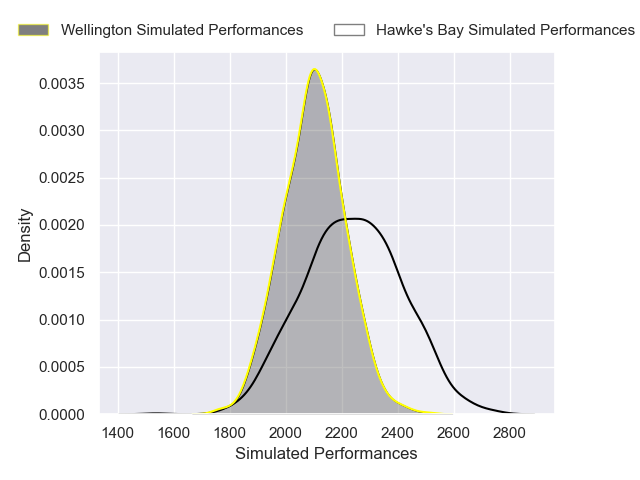 Wellington Simulated Performances
Hawke's Bay Simulated Performances
0.0035
0.0030
0.0025
0.0020
0.0015
0.0010
0.0005
0.0000
Density
1400 1600 1800 2000 2200 2400 2600 2800
Simulated Performances